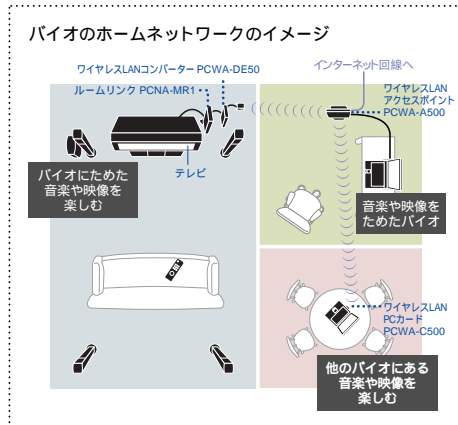 バイオのホームネットワークのイメージ
ワイヤレスLANコンバーター PCWA-DE50
ルームリンク PCNA-MR1
インターネット回線へ
ワイヤレスLAN
アクセスポイント
PCWA-A500
テレビ
バイオにためた
音楽や映像を
楽しむ
音楽や映像を
ためたバイオ
ワイヤレスLAN
PCカード
PCWA-C500
他のバイオにある
音楽や映像を
楽しむ